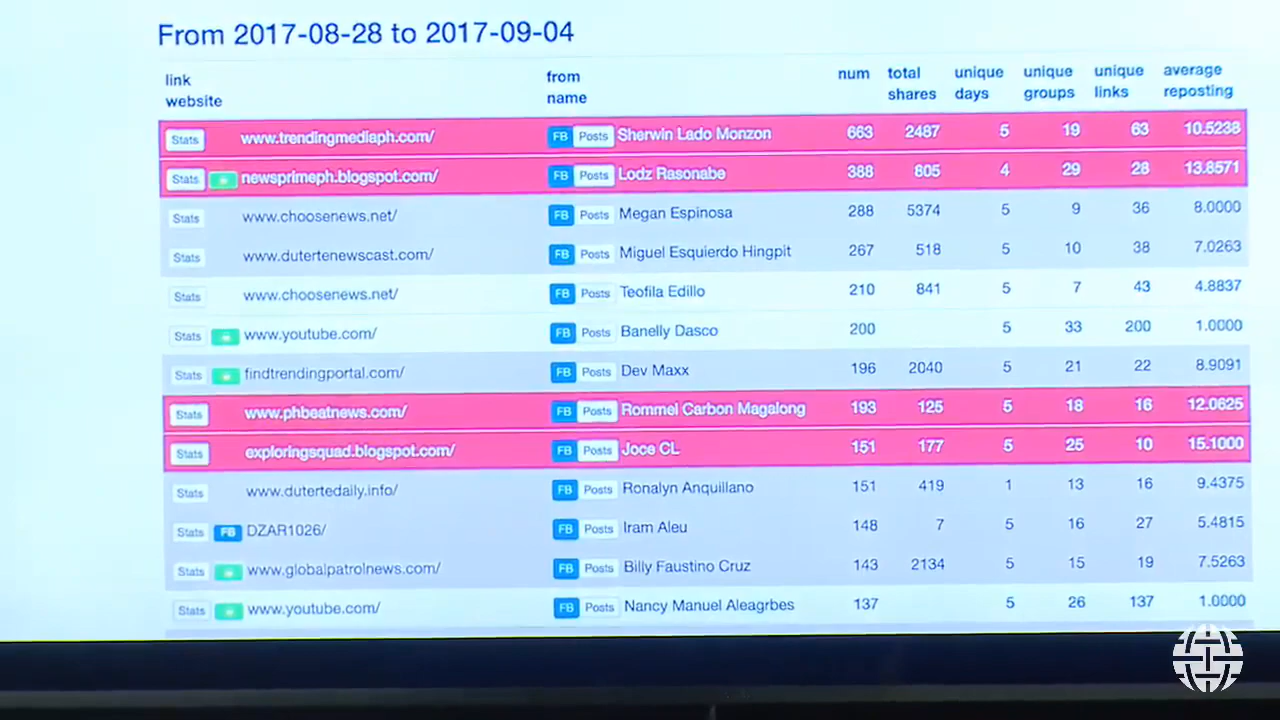 From 2017-08-28 to 2017-09-04
link website from name num total shares unique days unique groups unique links average reposting
Stats www.trendingmediaph.com/ FB Posts Sherwin Lado Monzon 663 2487 5 19 63 10.5238
Stats newsprimeph.blogspot.com/ FB Posts Lodz Rasonabe 388 805 4 29 28 13.8571
Stats www.choosenews.net/ FB Posts Megan Espinosa 288 5374 5 9 36 8.0000
Stats www.dutertenewscast.com/ FB Posts Miguel Esquierdo Hingpit 267 518 5 10 38 7.0263
Stats www.choosenews.net/ FB Posts Teofila Edillo 210 841 5 7 43 4.8837
Stats www.youtube.com/ FB Posts Banelly Dasco 200 5 33 200 1.0000
Stats findtrendingportal.com/ FB Posts Dev Maxx 196 2040 5 21 22 8.9091
Stats www.phbeatnews.com/ FB Posts Rommel Carbon Magalong 193 125 5 18 16 12.0625
Stats exploringsquad.blogspot.com/ FB Posts Joce CL 151 177 5 25 10 15.1000
Stats www.dutertedaily.info/ FB Posts Ronalyn Anquillano 151 419 1 13 16 9.4375
Stats FB DZAR1026/ FB Posts Iram Aleu 148 7 5 16 27 5.4815
Stats www.globalpatrolnews.com/ FB Posts Billy Faustino Cruz 143 2134 5 15 19 7.5263
Stats www.youtube.com/ FB Posts Nancy Manuel Aleagrbes 137 5 26 137 1.0000